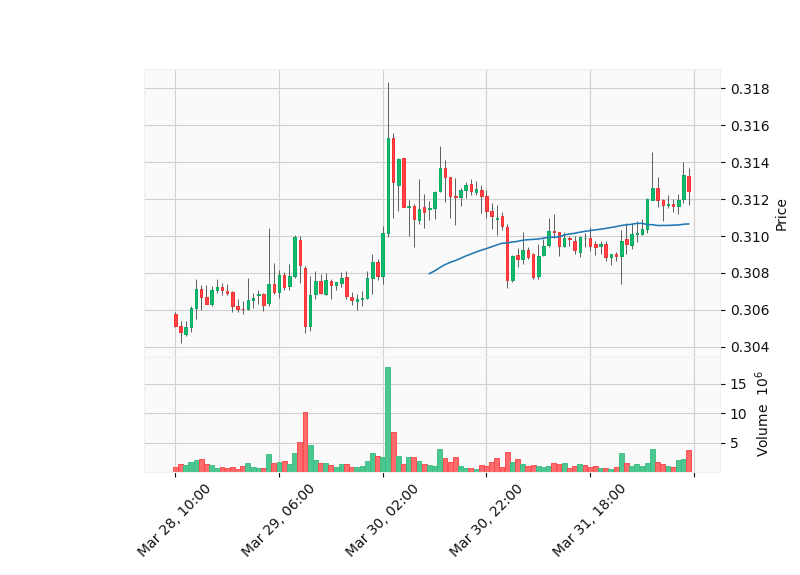 0.318
0.316
0.314
0.312
0.310
0.308
0.306
0.304
Price
15
10
5
Volume 10⁶
Mar 28, 10:00
Mar 29, 06:00
Mar 30, 02:00
Mar 30, 22:00
Mar 31, 18:00